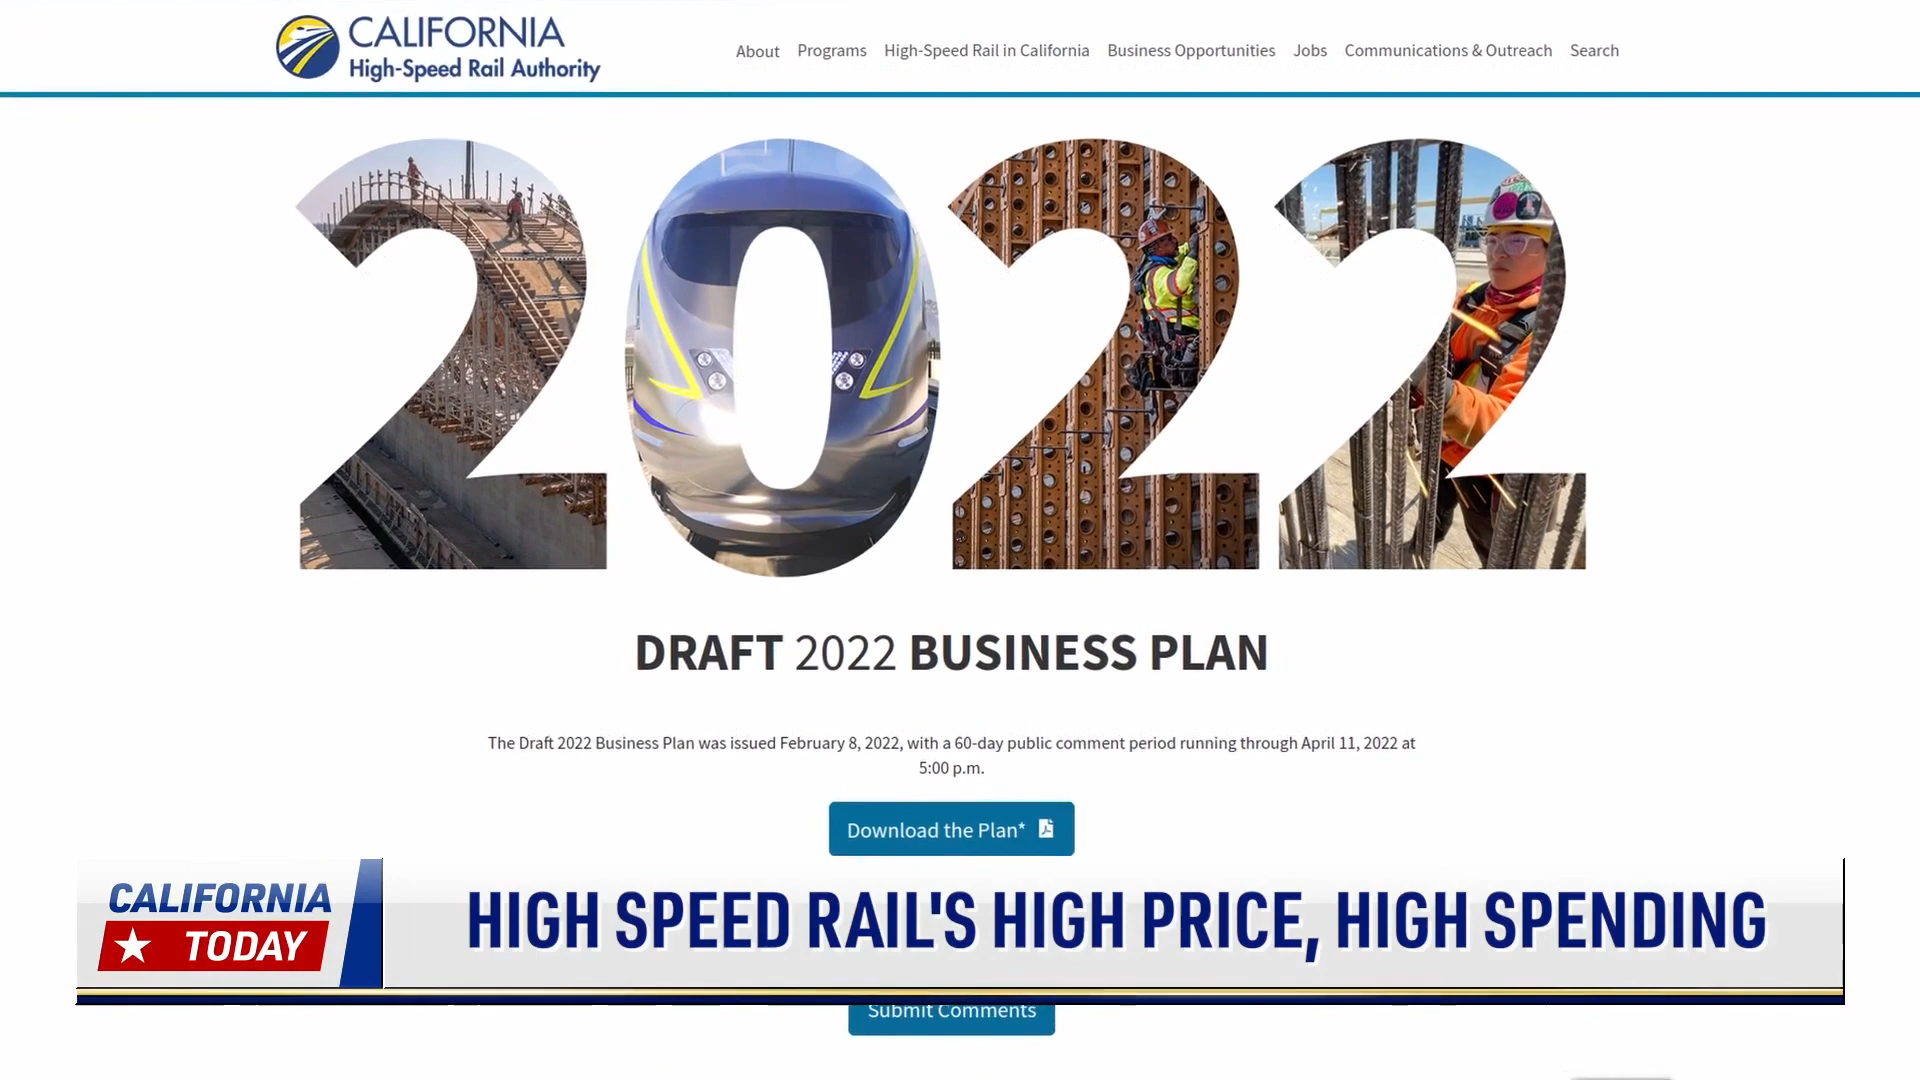 CALIFORNIA
High-Speed Rail Authority
About Programs High-Speed Rail in California Business Opportunities Jobs Communications & Outreach Search
2022
DRAFT 2022 BUSINESS PLAN
The Draft 2022 Business Plan was issued February 8, 2022, with a 60-day public comment period running through April 11, 2022 at
5:00 p.m.
Download the Plan*
CALIFORNIA
TODAY
HIGH SPEED RAIL'S HIGH PRICE, HIGH SPENDING
Submit Comments